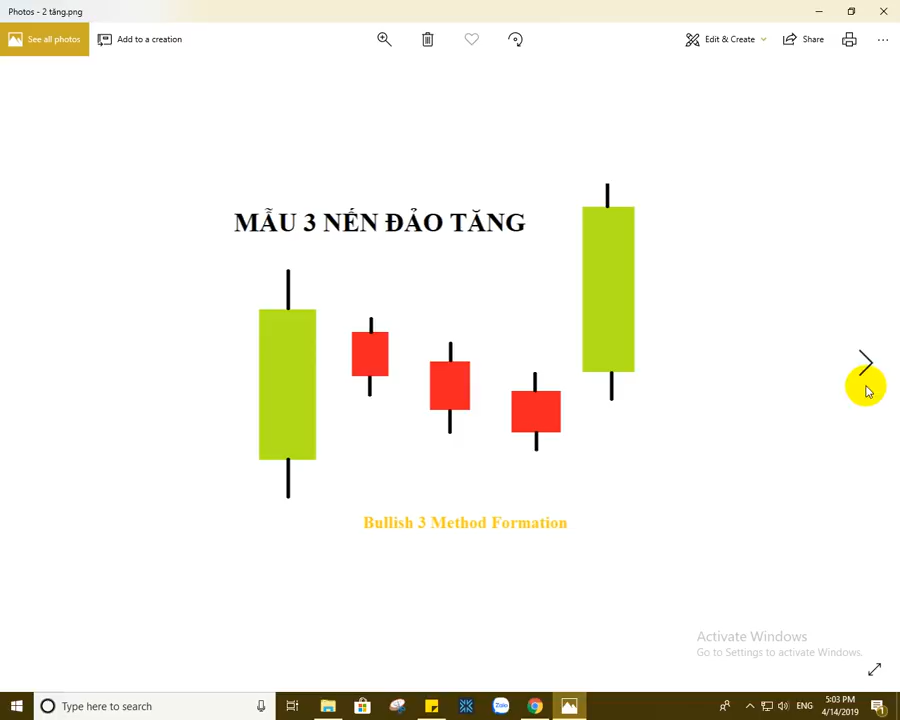 Photos - 2 tăng.png
See all photos
Add to a creation
Edit & Create
Share
MẪU 3 NẾN ĐẢO TĂNG
Bullish 3 Method Formation
Activate Windows
Go to Settings to activate Windows.
Type here to search
Zalo
ENG
5:03 PM
4/14/2019
1